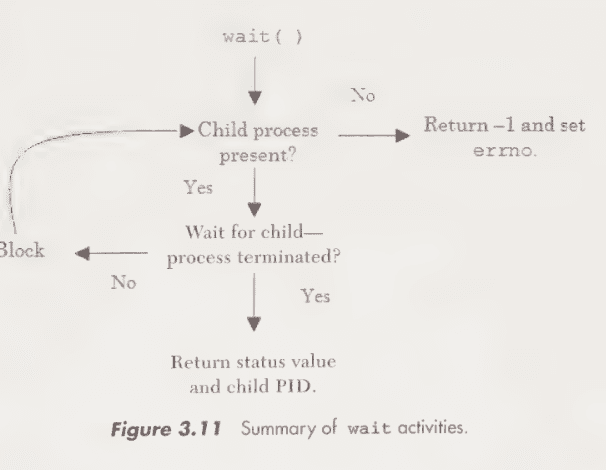 wait( )
No
Child process
present?
Return –1 and set
errno.
Yes
Wait for child—
process terminated?
Block
No
Yes
Return status value
and child PID.
Figure 3.11 Summary of wait activities.